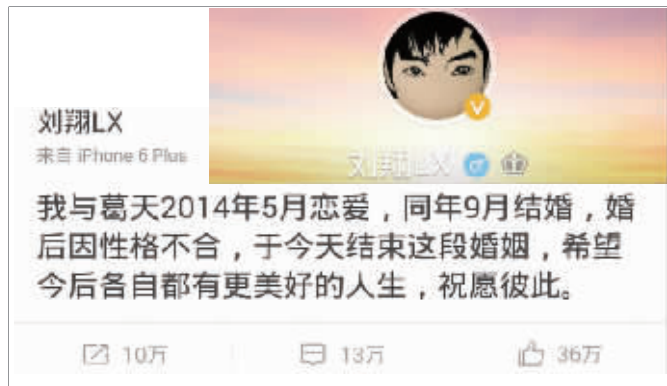 刘翔LX
来自 iPhone 6 Plus
刘翔LX
我与葛天2014年5月恋爱，同年9月结婚，婚
后因性格不合，于今天结束这段婚姻，希望
今后各自都有更美好的人生，祝愿彼此。
10万
13万
36万